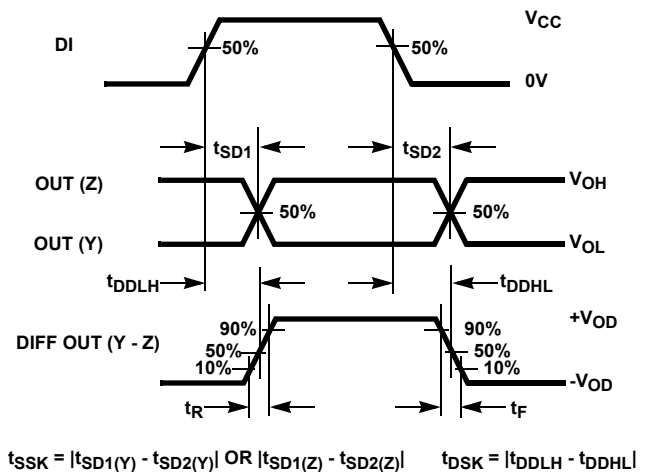 V_CC
DI
50%
50%
0V
t_SD1
t_SD2
OUT (Z)
V_OH
50%
50%
OUT (Y)
V_OL
t_DDLH
t_DDHL
+V_OD
90%
90%
DIFF OUT (Y - Z)
50%
50%
10%
10%
-V_OD
t_R
t_F
t_SSK = |t_SD1(Y) - t_SD2(Y)| OR |t_SD1(Z) - t_SD2(Z)|
t_DSK = |t_DDLH - t_DDHL|